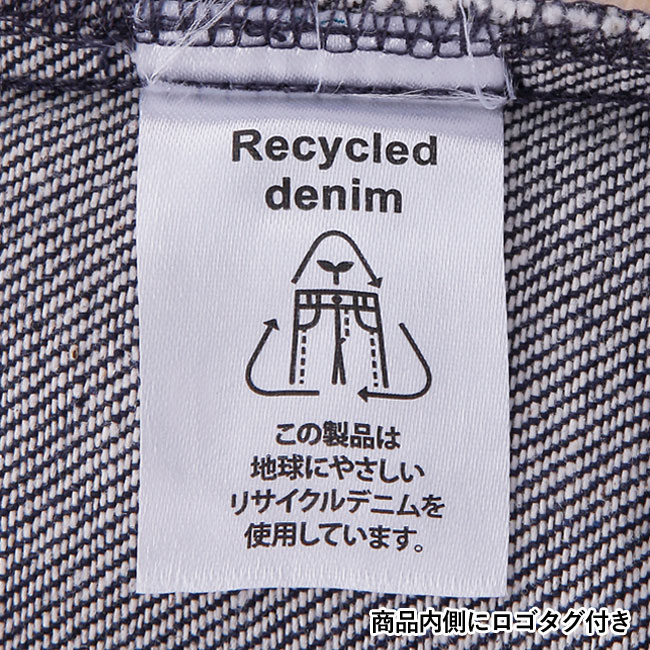 Recycled
denim
この製品は
地球にやさしい
リサイクルデニムを
使用しています。
商品内側にロゴタグ付き